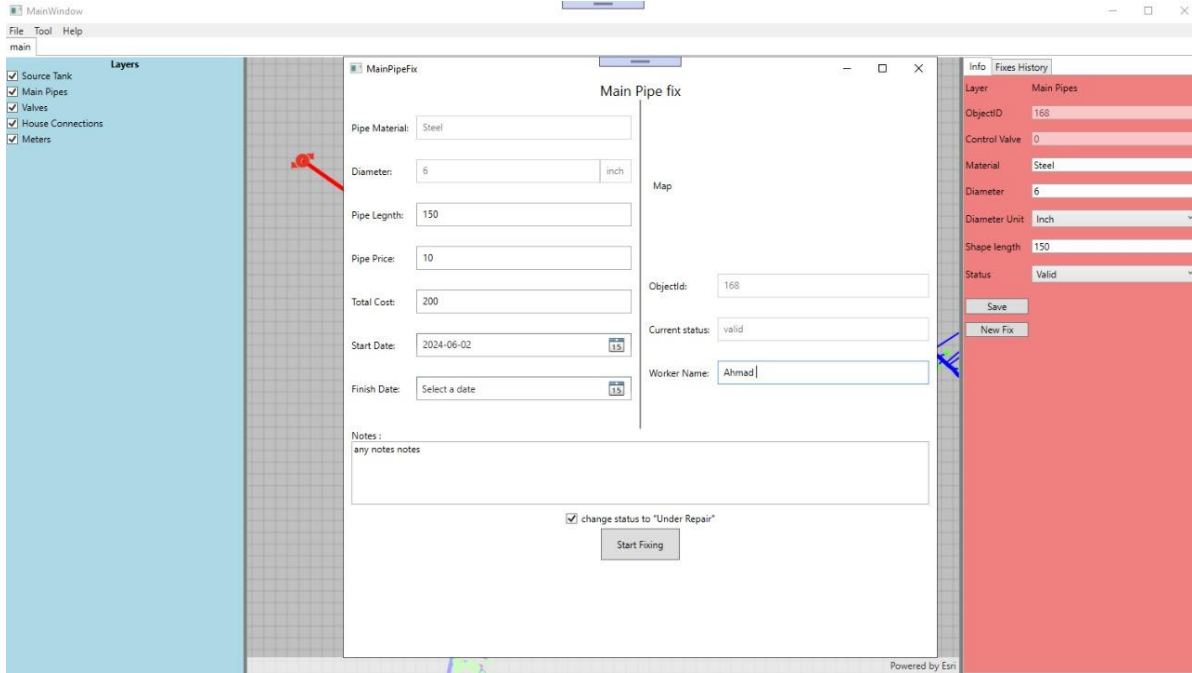 MainWindow
File Tool Help
main
Layers
Source Tank
Main Pipes
Valves
House Connections
Meters
MainPipeFix
Main Pipe fix
Pipe Material: Steel
Diameter: 6 inch
Pipe Legnth: 150
Pipe Price: 10
Total Cost: 200
Start Date: 2024-06-02 15
Finish Date: Select a date 15
Map
ObjectId: 168
Current status: valid
Worker Name: Ahmad
Notes :
any notes notes
change status to "Under Repair"
Start Fixing
Powered by Esri
Info Fixes History
Layer Main Pipes
ObjectID 168
Control Valve 0
Material Steel
Diameter 6
Diameter Unit Inch
Shape length 150
Status Valid
Save
New Fix